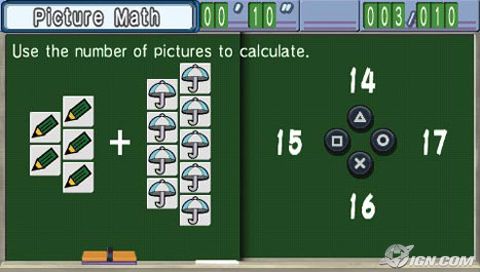 Picture Math 00'10" 003/010
Use the number of pictures to calculate.
14
+ 15 17
16
IGN.COM